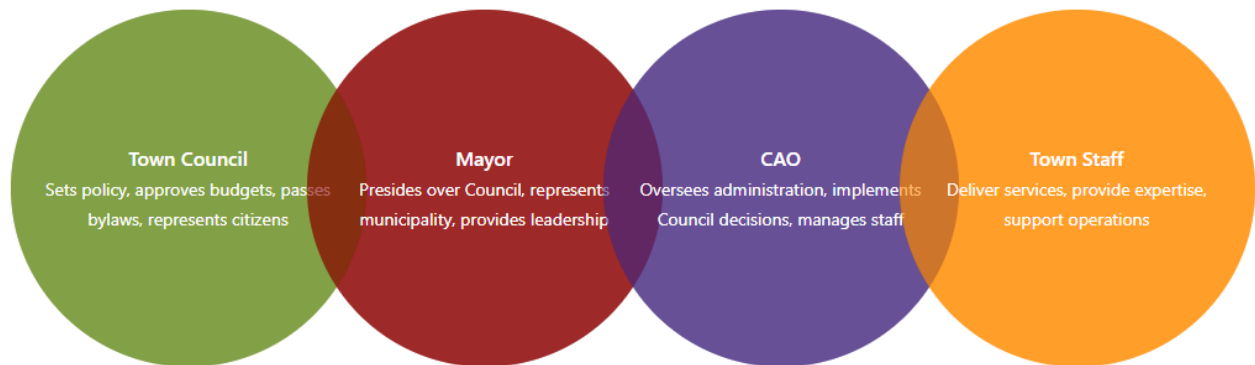 Town Council
Sets policy, approves budgets, passes
bylaws, represents citizens
Mayor
Presides over Council, represents
municipality, provides leadership
CAO
Oversees administration, implements
Council decisions, manages staff
Town Staff
Deliver services, provide expertise,
support operations